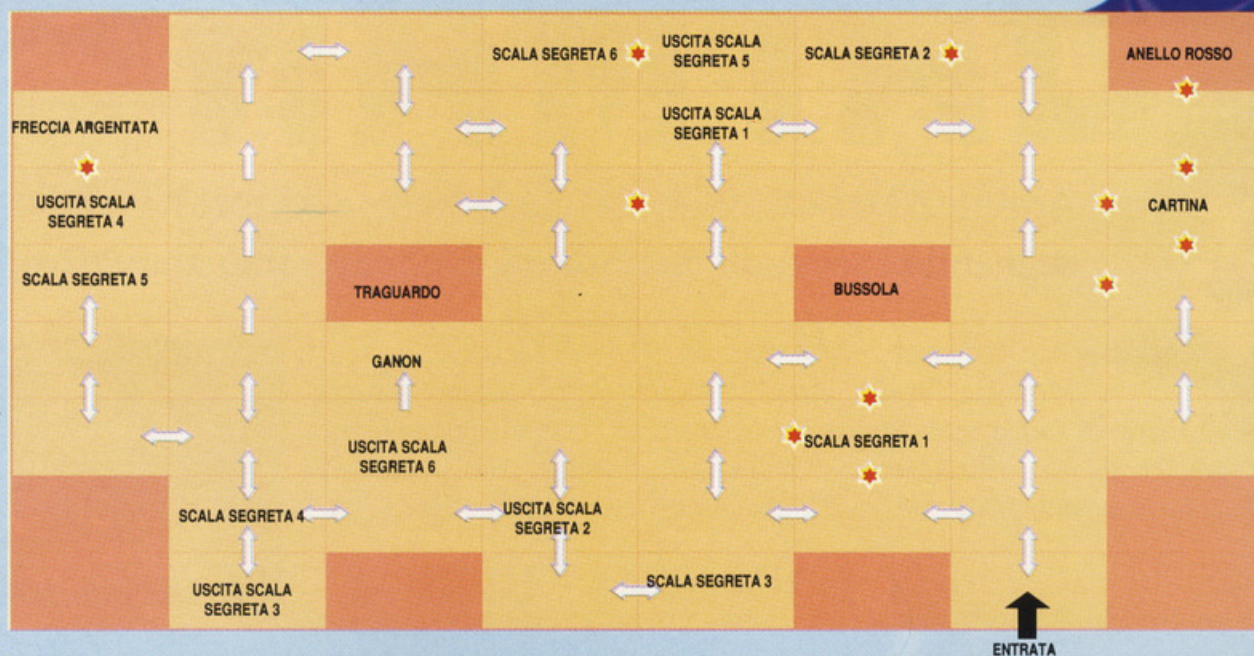 SCALA SEGRETA 6
USCITA SCALA
SEGRETA 5
SCALA SEGRETA 2
ANELLO ROSSO
FRECCIA ARGENTATA
USCITA SCALA
SEGRETA 1
USCITA SCALA
SEGRETA 4
CARTINA
SCALA SEGRETA 5
TRAGUARDO
BUSSOLA
GANON
USCITA SCALA
SEGRETA 6
SCALA SEGRETA 1
SCALA SEGRETA 4
USCITA SCALA
SEGRETA 2
USCITA SCALA
SEGRETA 3
SCALA SEGRETA 3
ENTRATA